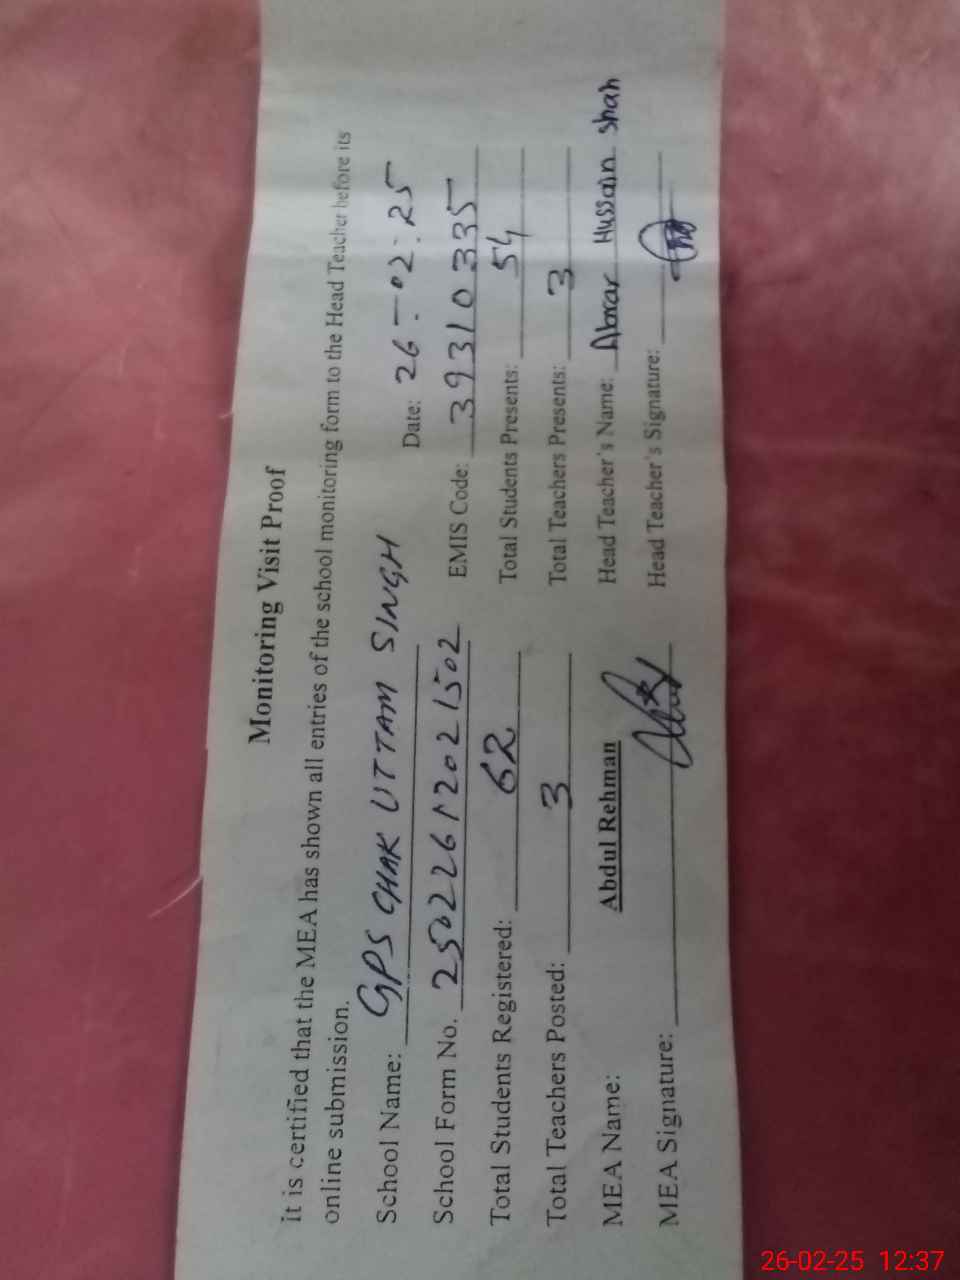 Monitoring Visit Proof
It is certified that the MEA has shown all entries of the school monitoring form to the Head Teacher before its
online submission.
School Name: GPS CHAK UTTAM SINGH Date: 26-02-25
School Form No. 25022612021502 EMIS Code: 39310335
Total Students Registered: 62 Total Students Presents: 54
Total Teachers Posted: 3 Total Teachers Presents: 3
MEA Name: Abdul Rehman Head Teacher's Name: Abrar Hussain Shah
MEA Signature: Head Teacher's Signature:
26-02-25 12:37